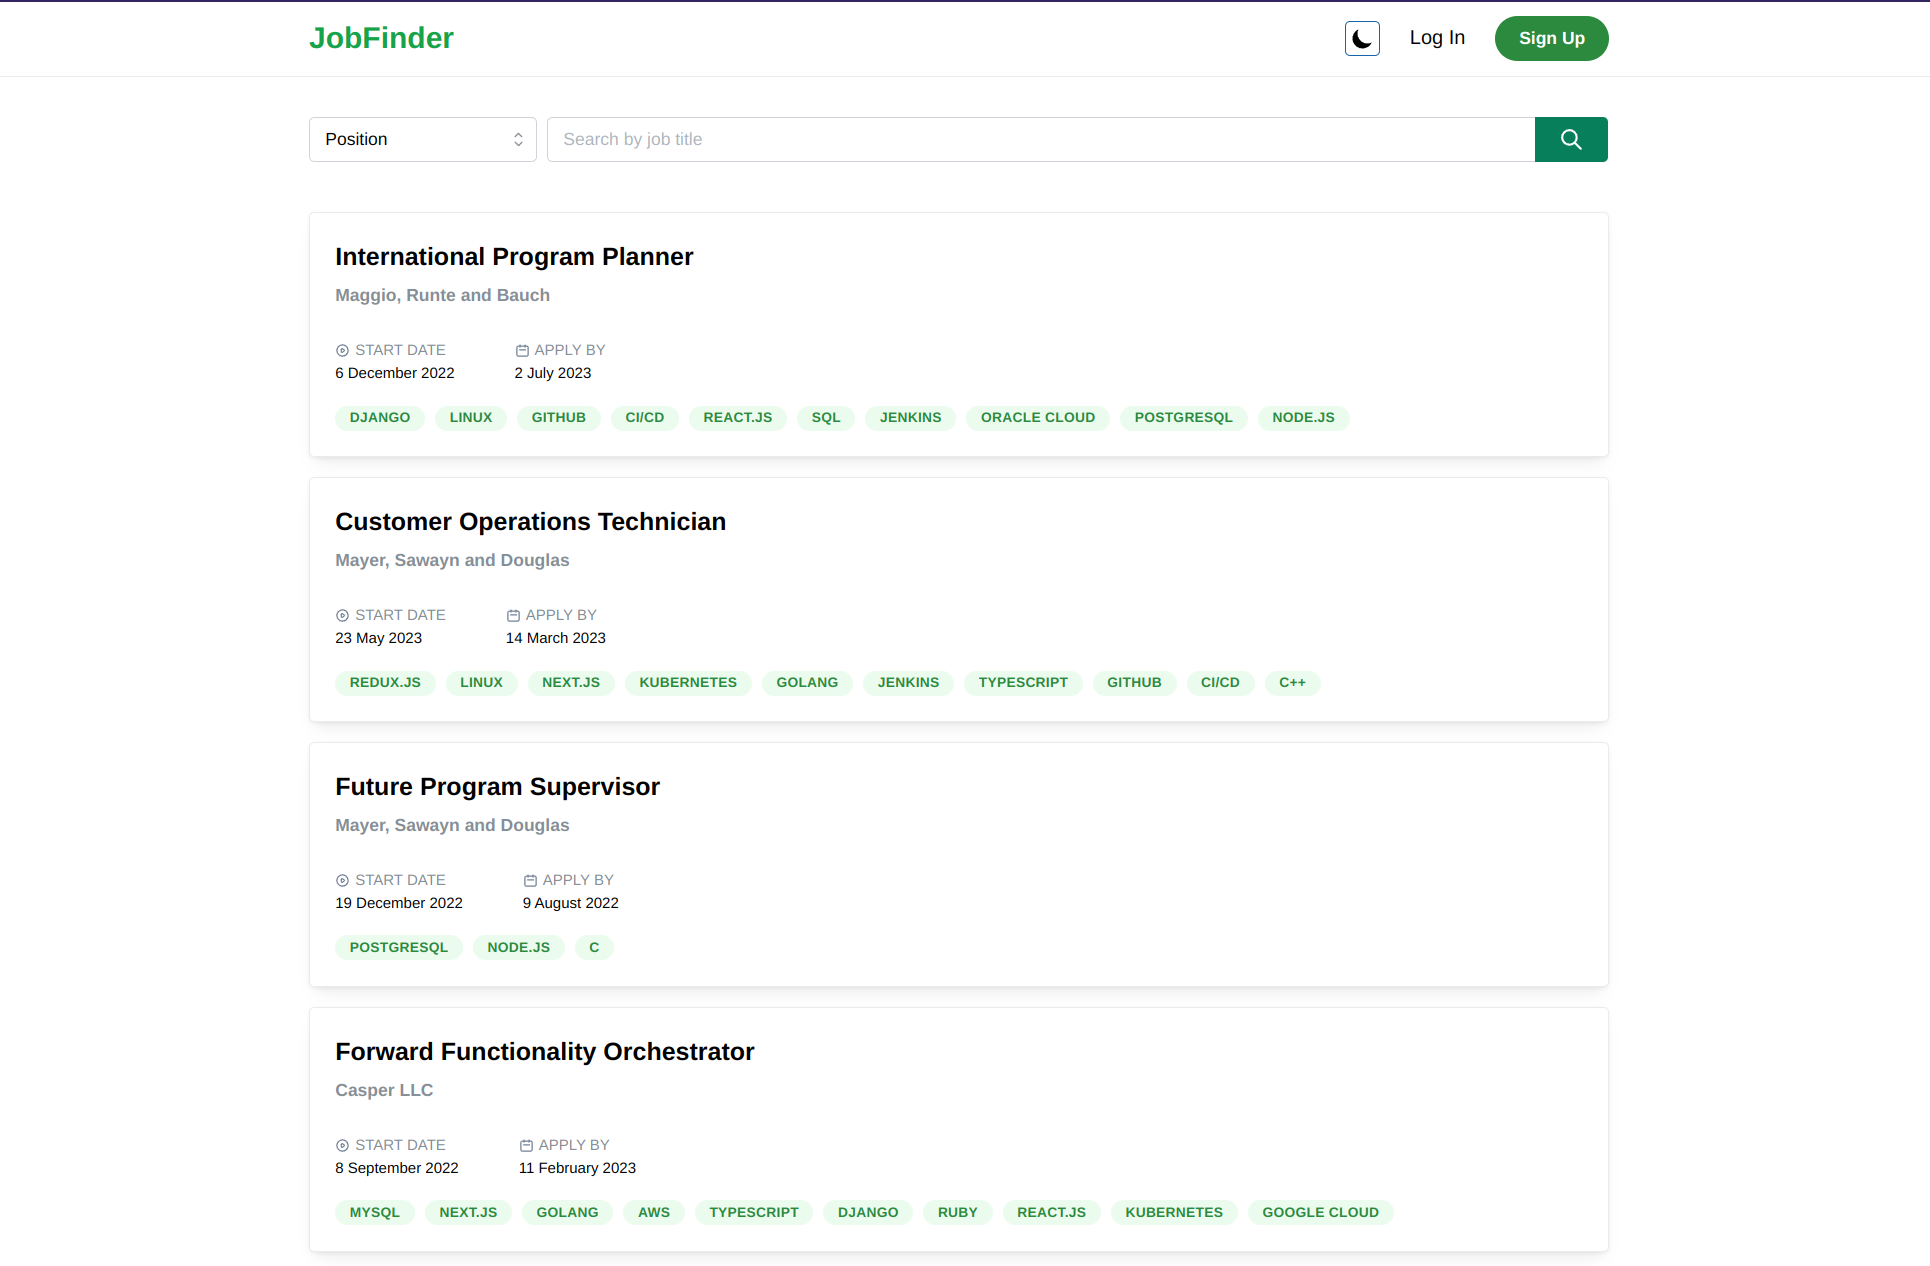 JobFinder
Log In
Sign Up
Position
Search by job title
International Program Planner
Maggio, Runte and Bauch
START DATE APPLY BY
6 December 2022 2 July 2023
DJANGO LINUX GITHUB CI/CD REACT.JS SQL JENKINS ORACLE CLOUD POSTGRESQL NODE.JS
Customer Operations Technician
Mayer, Sawayn and Douglas
START DATE APPLY BY
23 May 2023 14 March 2023
REDUX.JS LINUX NEXT.JS KUBERNETES GOLANG JENKINS TYPESCRIPT GITHUB CI/CD C++
Future Program Supervisor
Mayer, Sawayn and Douglas
START DATE APPLY BY
19 December 2022 9 August 2022
POSTGRESQL NODE.JS C
Forward Functionality Orchestrator
Casper LLC
START DATE APPLY BY
8 September 2022 11 February 2023
MYSQL NEXT.JS GOLANG AWS TYPESCRIPT DJANGO RUBY REACT.JS KUBERNETES GOOGLE CLOUD